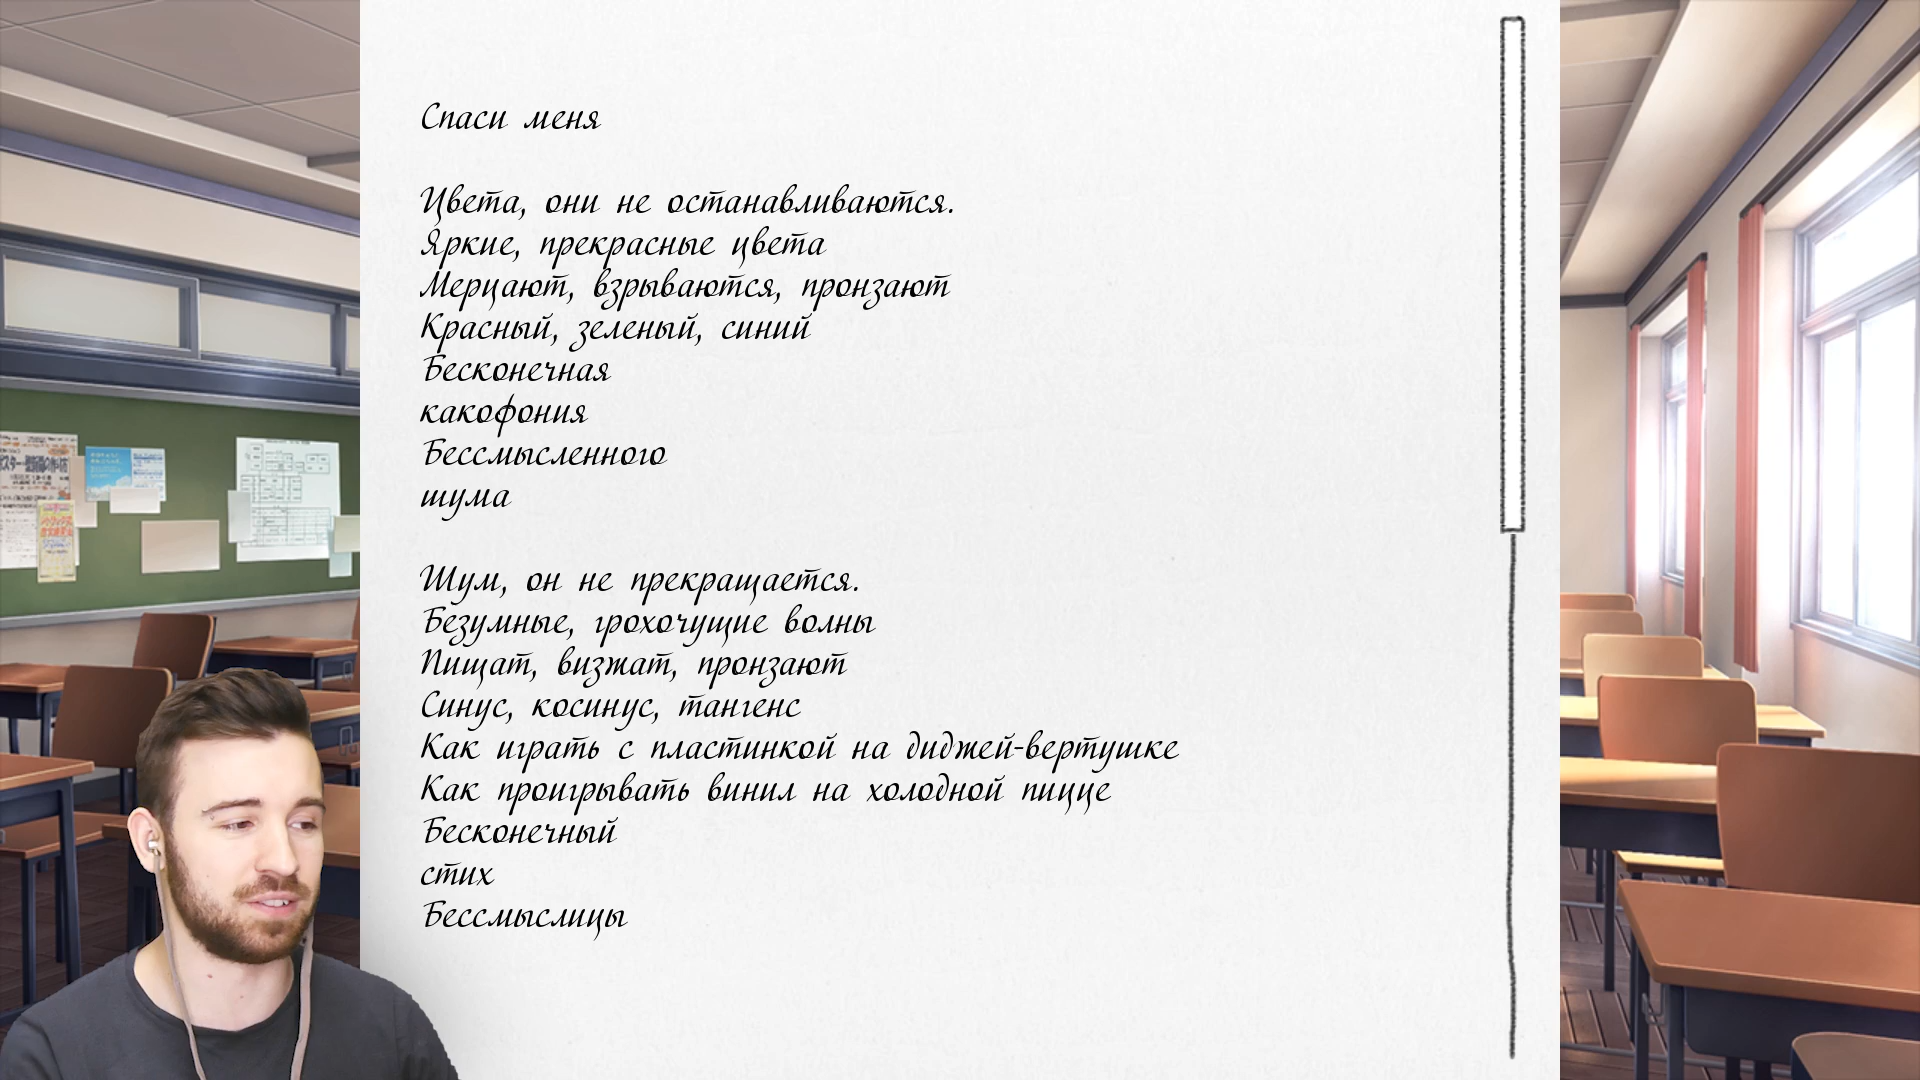 Спаси меня
Цвета, они не останавливаются.
Яркие, прекрасные цвета
Мерцают, взрываются, пронзают
Красный, зеленый, синий
Бесконечная
какофония
Бессмысленного
шума
Шум, он не прекращается.
Безумные, грохочущие волны
Пищат, визжат, пронзают
Синус, косинус, тангенс
Как играть с пластинкой на диджей-вертушке
Как проигрывать винил на холодной пицце
Бесконечный
стих
Бессмыслицы